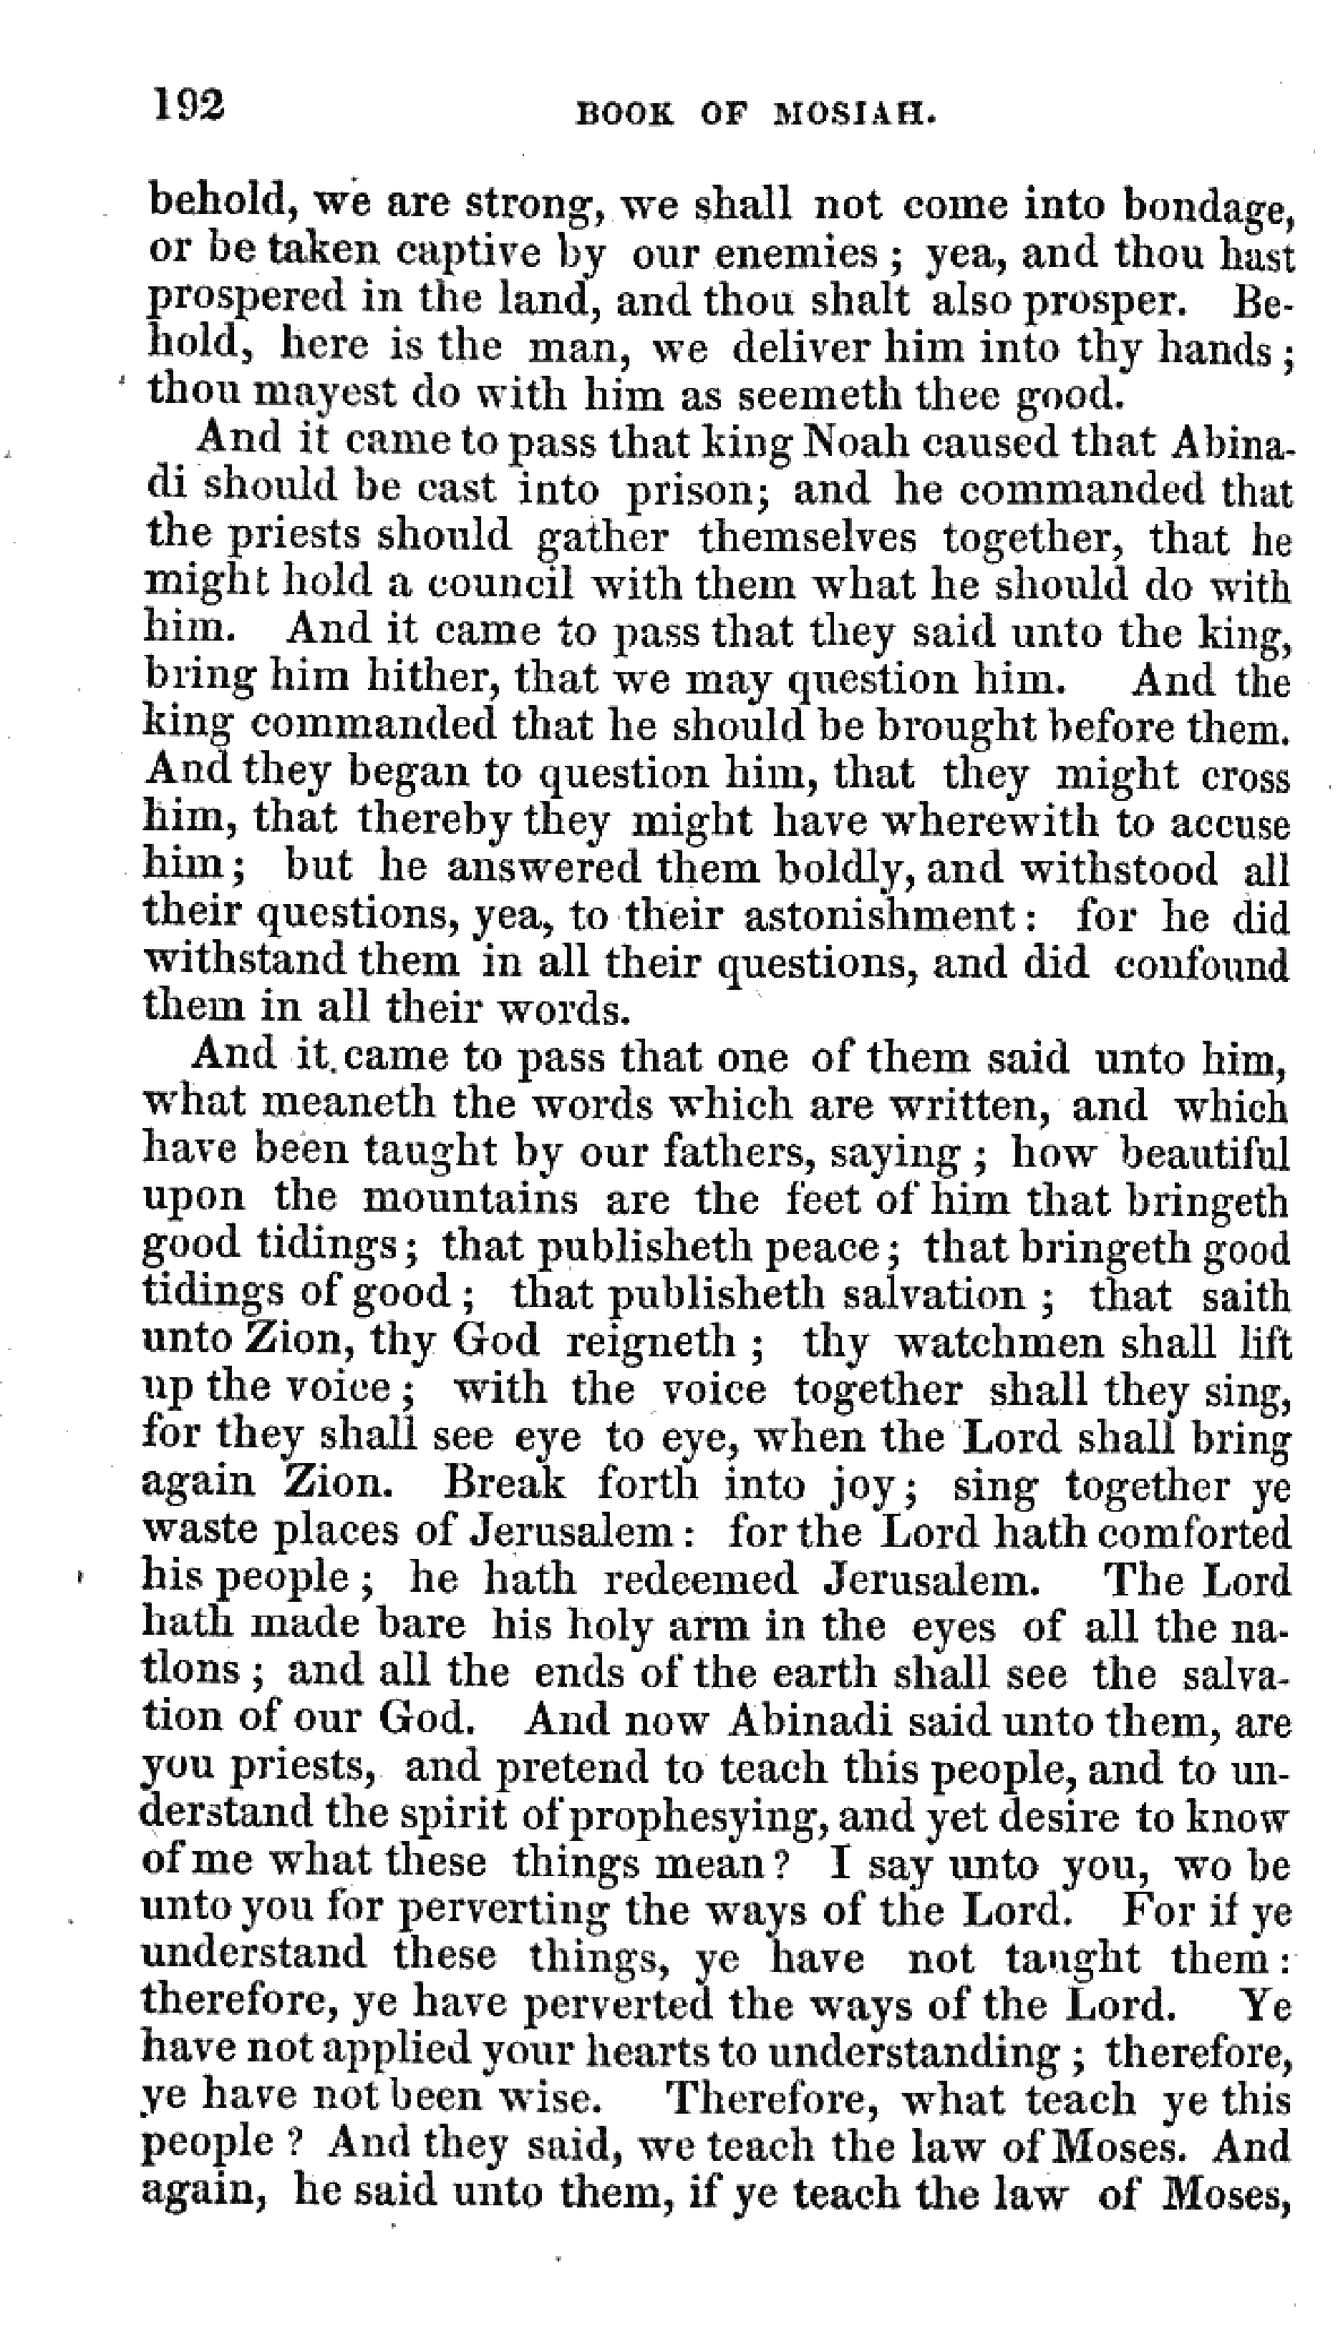 192 BOOK OF MOSIAH.
behold, we are strong, we shall not come into bondage,
or be taken captive by our enemies ; yea, and thou hast
prospered in the land, and thou shalt also prosper. Be-
hold, here is the man, we deliver him into thy hands ;
thou mayest do with him as seemeth thee good.
And it came to pass that king Noah caused that Abina-
di should be cast into prison; and he commanded that
the priests should gather themselves together, that he
might hold a council with them what he should do with
him. And it came to pass that they said unto the king,
bring him hither, that we may question him. And the
king commanded that he should be brought before them.
And they began to question him, that they might cross
him, that thereby they might have wherewith to accuse
him; but he answered them boldly, and withstood all
their questions, yea, to their astonishment: for he did
withstand them in all their questions, and did confound
them in all their words.
And it came to pass that one of them said unto him,
what meaneth the words which are written, and which
have been taught by our fathers, saying ; how beautiful
upon the mountains are the feet of him that bringeth
good tidings; that publisheth peace; that bringeth good
tidings of good ; that publisheth salvation ; that saith
unto Zion, thy God reigneth ; thy watchmen shall lift
up the voice ; with the voice together shall they sing,
for they shall see eye to eye, when the Lord shall bring
again Zion. Break forth into joy; sing together ye
waste places of Jerusalem: for the Lord hath comforted
his people ; he hath redeemed Jerusalem. The Lord
hath made bare his holy arm in the eyes of all the na-
tions ; and all the ends of the earth shall see the salva-
tion of our God. And now Abinadi said unto them, are
you priests, and pretend to teach this people, and to un-
derstand the spirit of prophesying, and yet desire to know
of me what these things mean? I say unto you, wo be
unto you for perverting the ways of the Lord. For if ye
understand these things, ye have not taught them:
therefore, ye have perverted the ways of the Lord. Ye
have not applied your hearts to understanding ; therefore,
ye have not been wise. Therefore, what teach ye this
people ? And they said, we teach the law of Moses. And
again, he said unto them, if ye teach the law of Moses,